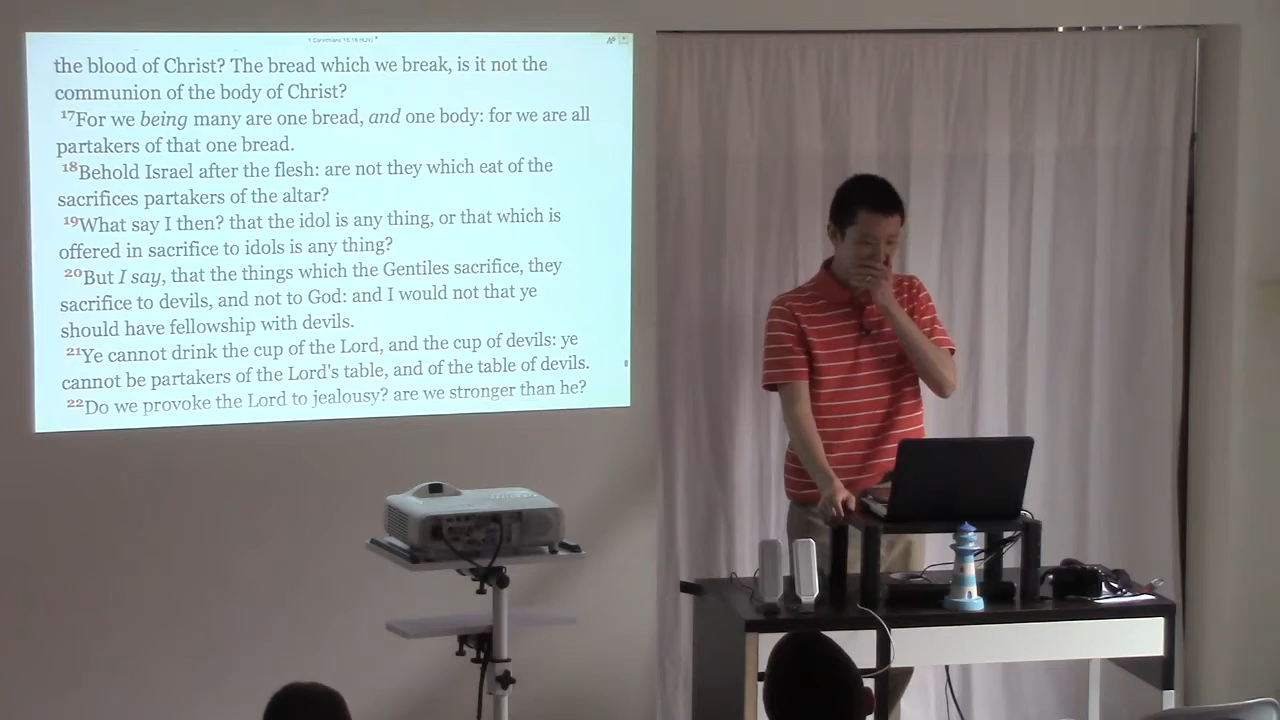 1 Corinthians 10:16 (KJV)
the blood of Christ? The bread which we break, is it not the
communion of the body of Christ?
17For we being many are one bread, and one body: for we are all
partakers of that one bread.
18Behold Israel after the flesh: are not they which eat of the
sacrifices partakers of the altar?
19What say I then? that the idol is any thing, or that which is
offered in sacrifice to idols is any thing?
20But I say, that the things which the Gentiles sacrifice, they
sacrifice to devils, and not to God: and I would not that ye
should have fellowship with devils.
21Ye cannot drink the cup of the Lord, and the cup of devils: ye
cannot be partakers of the Lord's table, and of the table of devils.
22Do we provoke the Lord to jealousy? are we stronger than he?